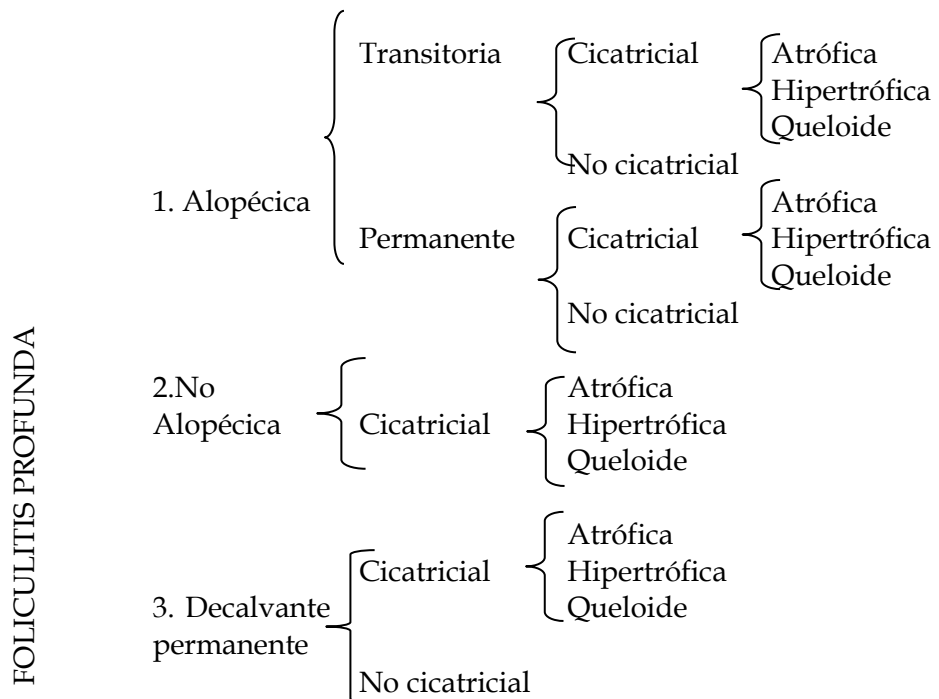 FOLICULITIS PROFUNDA
1. Alopécica
Transitoria
Cicatricial
Atrófica
Hipertrófica
Queloide
No cicatricial
Permanente
Cicatricial
Atrófica
Hipertrófica
Queloide
No cicatricial
2.No
Alopécica
Cicatricial
Atrófica
Hipertrófica
Queloide
3. Decalvante
permanente
Cicatricial
Atrófica
Hipertrófica
Queloide
No cicatricial